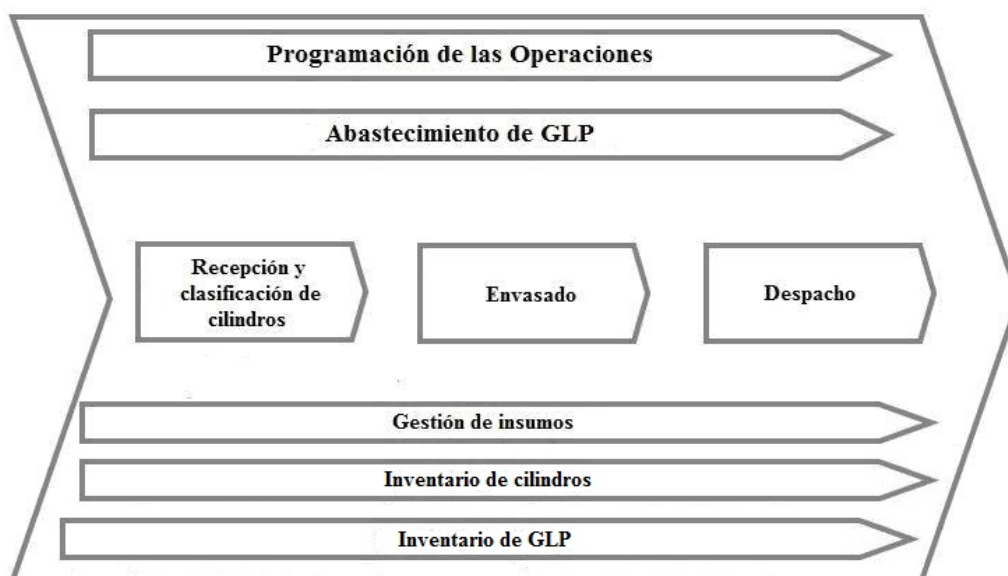 Programación de las Operaciones
Abastecimiento de GLP
Recepción y
clasificación de
cilindros
Envasado
Despacho
Gestión de insumos
Inventario de cilindros
Inventario de GLP